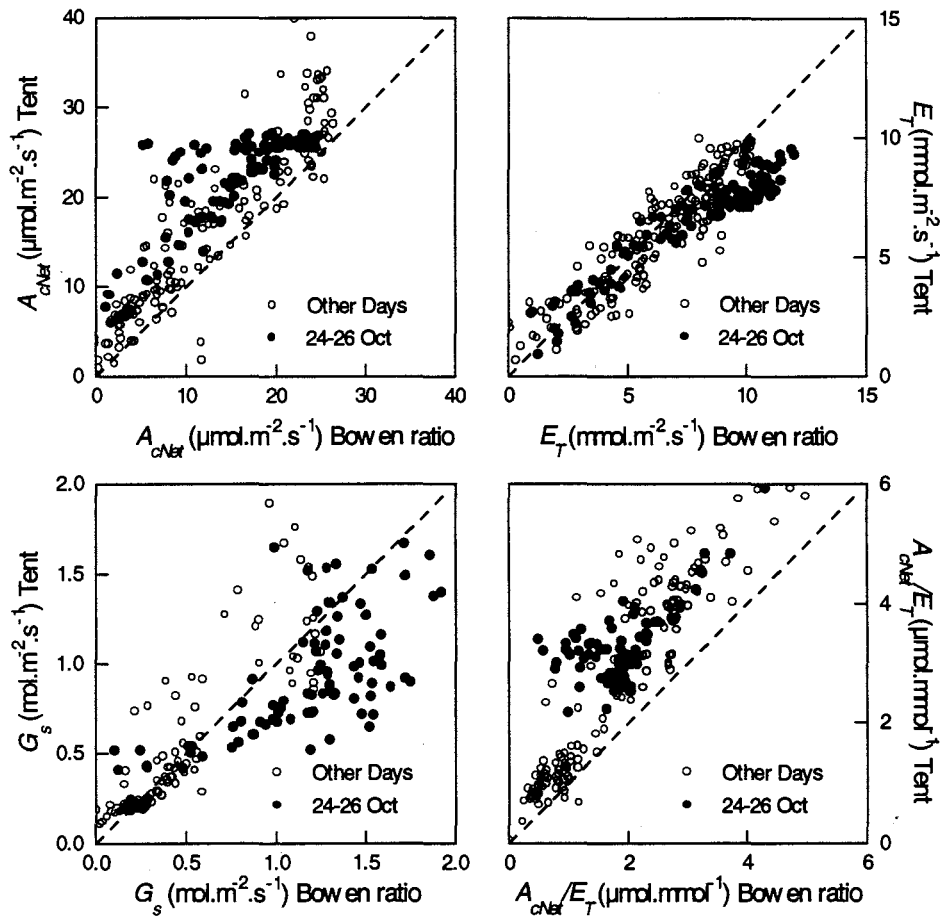 40
30
20
10
0
A_cNet (μmol.m⁻².s⁻¹) Tent
Other Days
24-26 Oct
0 10 20 30 40
A_cNet (μmol.m⁻².s⁻¹) Bowen ratio
15
10
5
0
E_T (mmol.m⁻².s⁻¹) Tent
Other Days
24-26 Oct
0 5 10 15
E_T (mmol.m⁻².s⁻¹) Bowen ratio
2.0
1.5
1.0
0.5
0.0
G_s (mol.m⁻².s⁻¹) Tent
Other Days
24-26 Oct
0.0 0.5 1.0 1.5 2.0
G_s (mol.m⁻².s⁻¹) Bowen ratio
6
4
2
0
A_cNet/E_T (μmol.mmol⁻¹) Tent
Other Days
24-26 Oct
0 2 4 6
A_cNet/E_T (μmol.mmol⁻¹) Bowen ratio